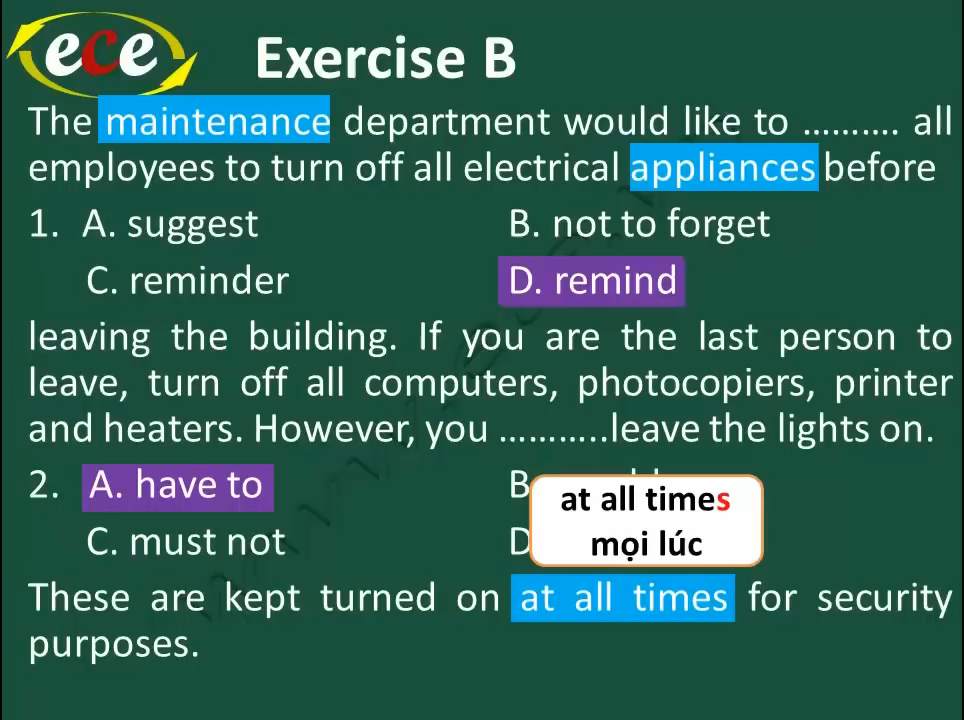 ece
Exercise B
The maintenance department would like to ………. all
employees to turn off all electrical appliances before
1. A. suggest B. not to forget
C. reminder D. remind
leaving the building. If you are the last person to
leave, turn off all computers, photocopiers, printer
and heaters. However, you ………..leave the lights on.
2. A. have to B
at all times
C. must not D
mọi lúc
These are kept turned on at all times for security
purposes.